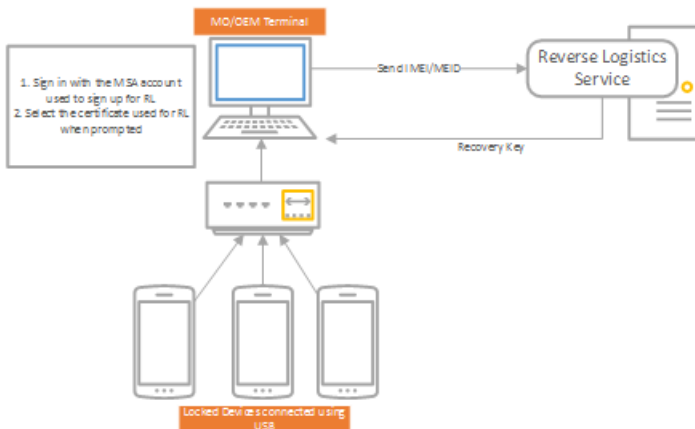 MO/OEM Terminal
1. Sign in with the MSA account
used to sign up for RL
2. Select the certificate used for RL
when prompted
Send IMEI/MEID
Reverse Logistics
Service
Recovery Key
Locked Devices connected using
USB